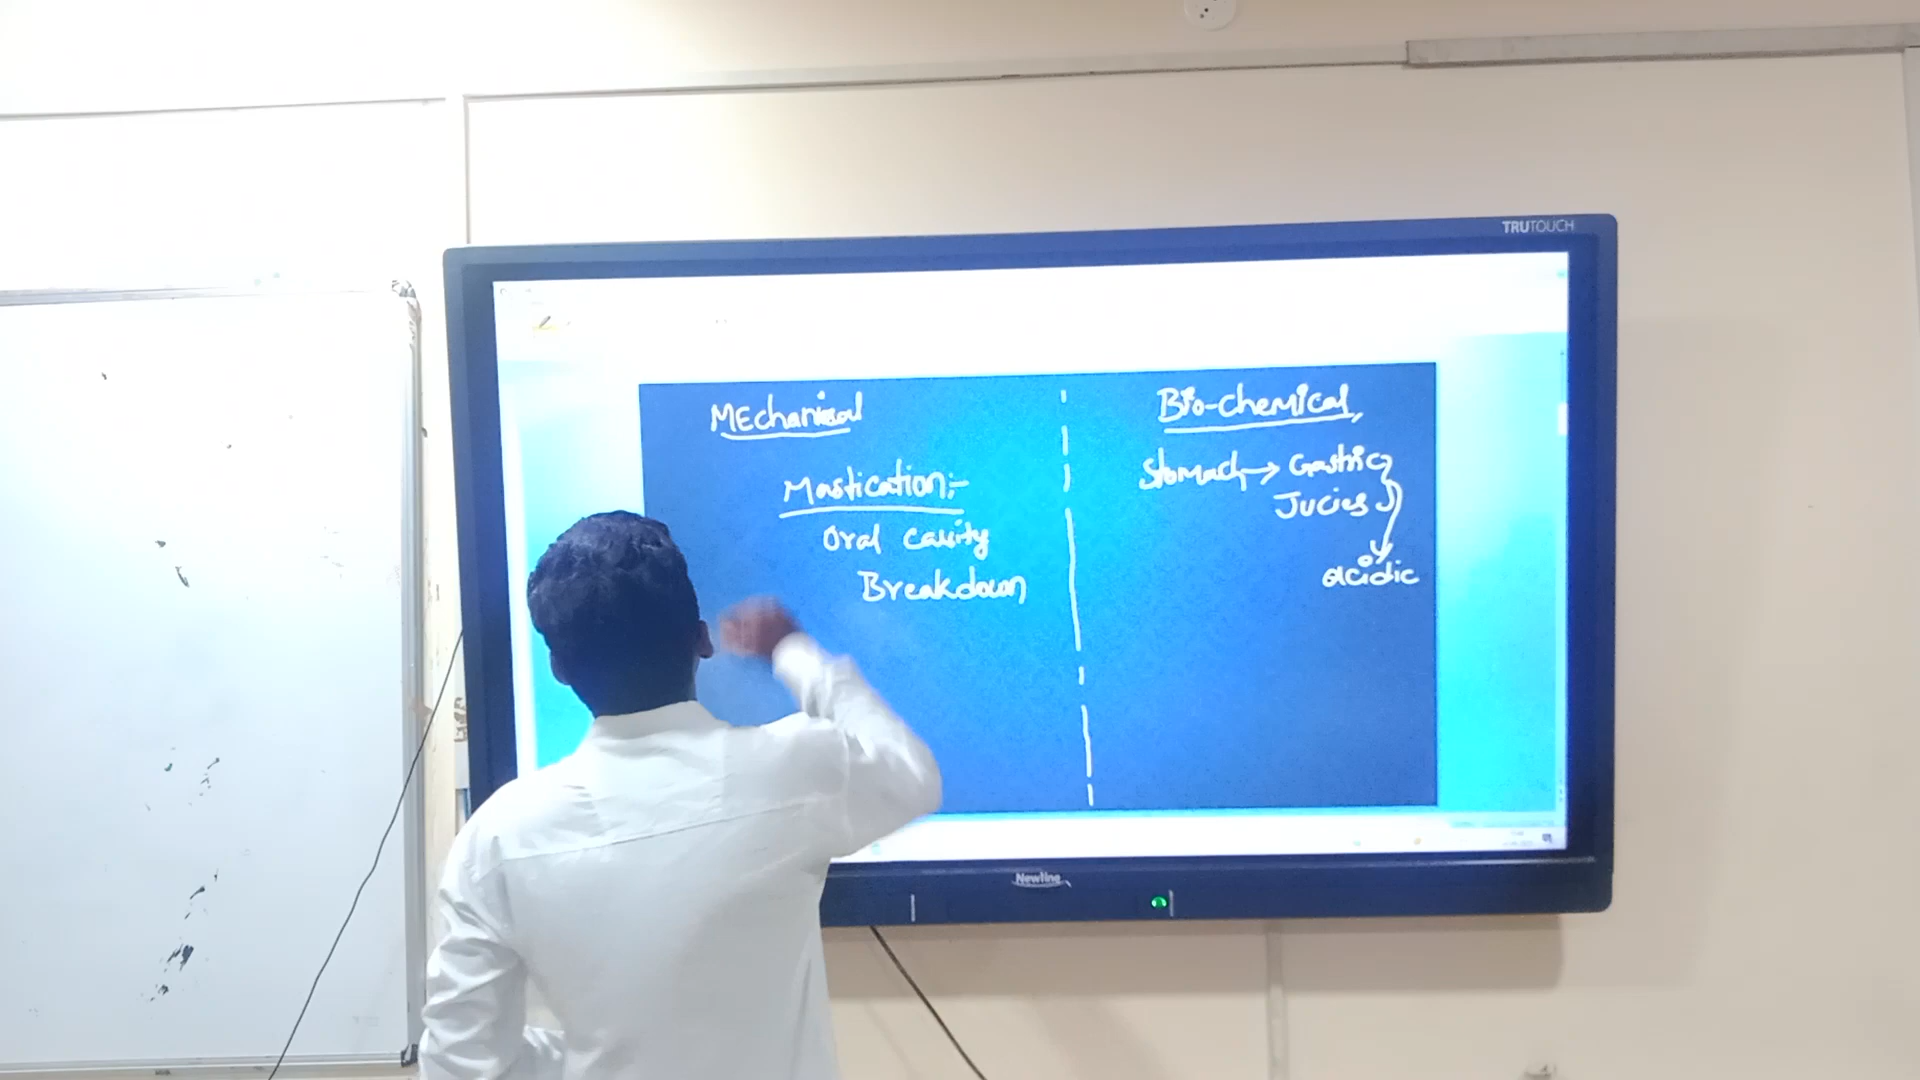 TRUTOUCH
MEchanical
Mastication:-
Oral cavity
Breakdown
Bio-chemical,
Stomach → Gastric
Jucies
acidic
Newline